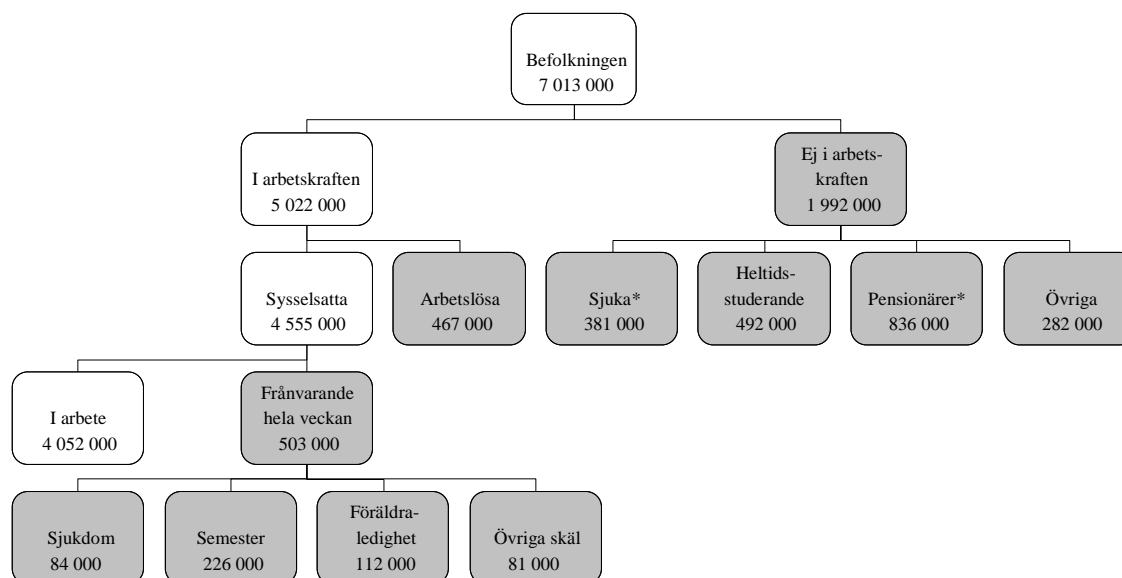 Befolkningen
7 013 000
I arbetskraften
5 022 000
Ej i arbets-
kraften
1 992 000
Sysselsatta
4 555 000
Arbetslösa
467 000
Sjuka*
381 000
Heltids-
studerande
492 000
Pensionärer*
836 000
Övriga
282 000
I arbete
4 052 000
Frånvarande
hela veckan
503 000
Sjukdom
84 000
Semester
226 000
Föräldra-
ledighet
112 000
Övriga skäl
81 000